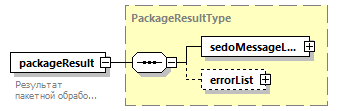 PackageResultType
packageResult
sedoMessageL...
errorList
Результат
пакетной обрабо...